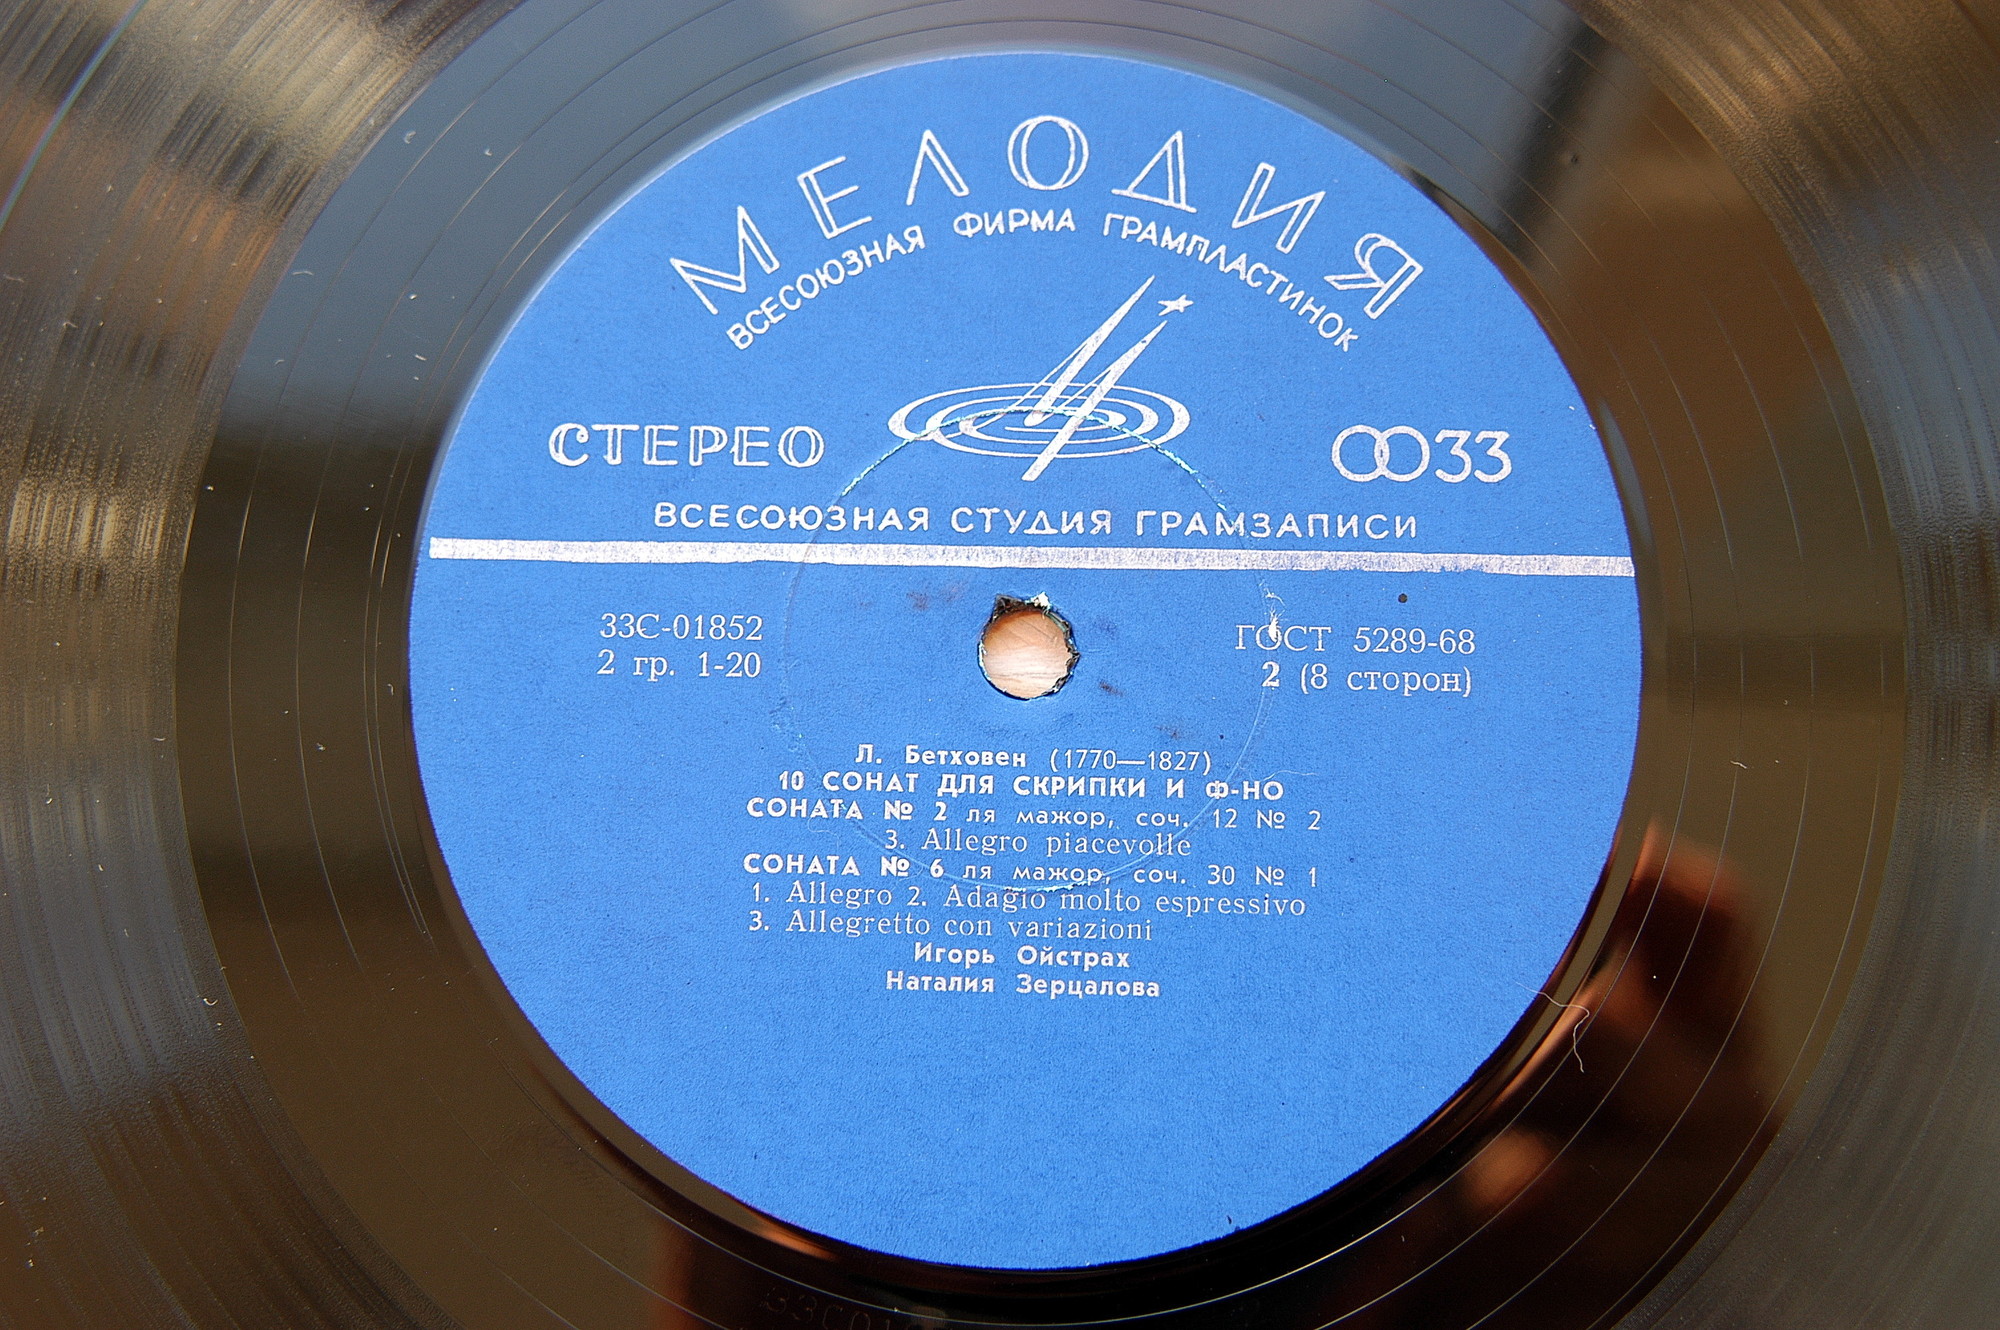 МЕЛОДИЯ
ВСЕСОЮЗНАЯ ФИРМА ГРАМПЛАСТИНОК
СТЕРЕО
33
ВСЕСОЮЗНАЯ СТУДИЯ ГРАМЗАПИСИ
33С-01852
2 гр. 1-20
ГОСТ 5289-68
2 (8 сторон)
Л. Бетховен (1770—1827)
10 СОНАТ ДЛЯ СКРИПКИ И Ф-НО
СОНАТА № 2 ля мажор, соч. 12 № 2
3. Allegro piacevolle
СОНАТА № 6 ля мажор, соч. 30 № 1
1. Allegro 2. Adagio molto espressivo
3. Allegretto con variazioni
Игорь Ойстрах
Наталия Зерцалова